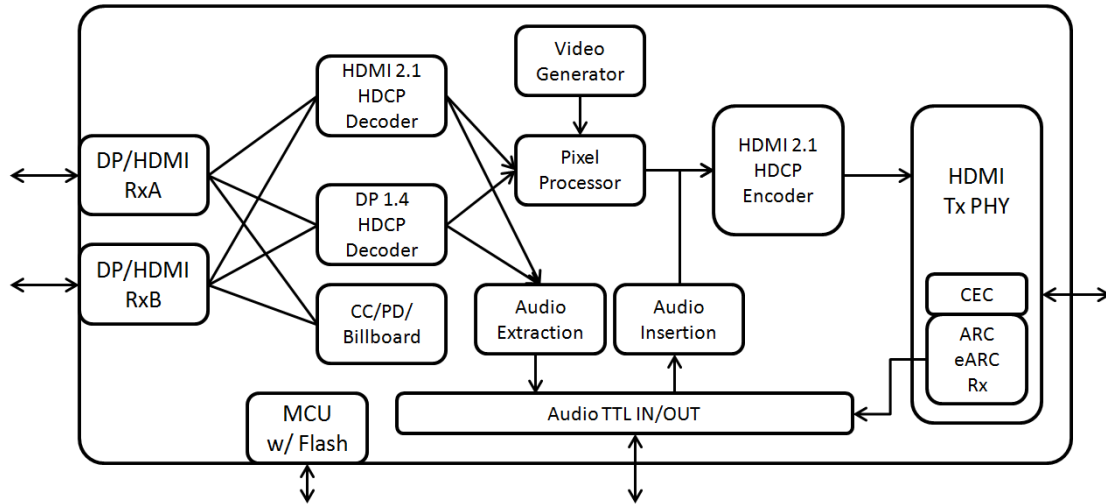 Video
Generator
HDMI 2.1
HDCP
Decoder
DP/HDMI
RxA
Pixel
Processor
HDMI 2.1
HDCP
Encoder
HDMI
Tx PHY
DP 1.4
HDCP
Decoder
DP/HDMI
RxB
CC/PD/
Billboard
Audio
Extraction
Audio
Insertion
CEC
ARC
eARC
Rx
MCU
w/ Flash
Audio TTL IN/OUT